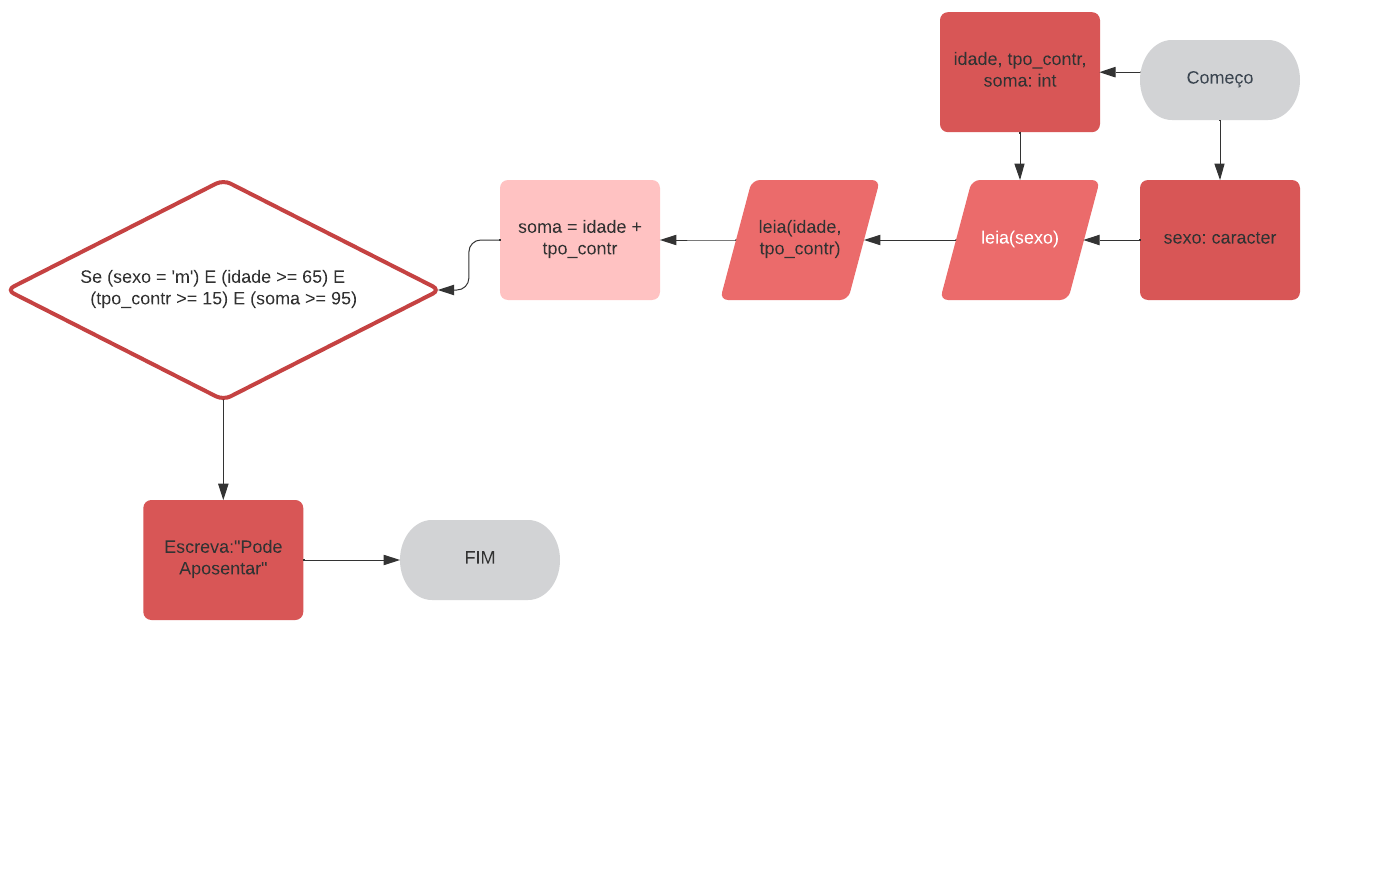 Começo
idade, tpo_contr,
soma: int
sexo: caracter
leia(sexo)
leia(idade,
tpo_contr)
soma = idade +
tpo_contr
Se (sexo = 'm') E (idade >= 65) E
(tpo_contr >= 15) E (soma >= 95)
Escreva:"Pode
Aposentar"
FIM